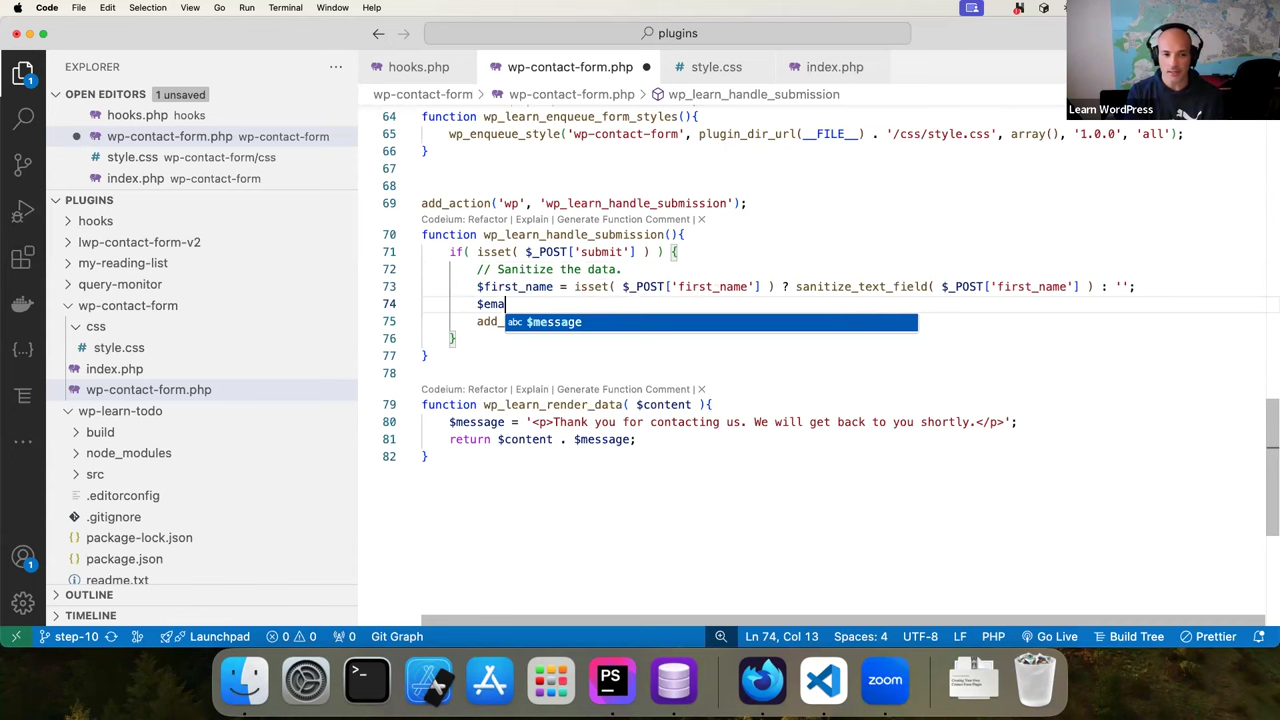 Code File Edit Selection View Go Run Terminal Window Help
plugins
EXPLORER
hooks.php wp-contact-form.php style.css index.php
Learn WordPress
OPEN EDITORS 1 unsaved
wp-contact-form wp-contact-form.php wp_learn_handle_submission
hooks.php hooks
wp-contact-form.php wp-contact-form
style.css wp-contact-form/css
index.php wp-contact-form
PLUGINS
hooks
lwp-contact-form-v2
my-reading-list
query-monitor
wp-contact-form
css
style.css
index.php
wp-contact-form.php
wp-learn-todo
build
node_modules
src
.editorconfig
.gitignore
package-lock.json
package.json
readme.txt
OUTLINE
TIMELINE
64 function wp_learn_enqueue_form_styles() {
65 wp_enqueue_style('wp-contact-form', plugin_dir_url(__FILE__) . '/css/style.css', array(), '1.0.0', 'all');
66 }
67
68
69 add_action('wp', 'wp_learn_handle_submission');
Codeium: Refactor | Explain | Generate Function Comment | ✕
70 function wp_learn_handle_submission(){
71 if( isset( $_POST['submit'] ) ) {
72 // Sanitize the data.
73 $first_name = isset( $_POST['first_name'] ) ? sanitize_text_field( $_POST['first_name'] ) : '';
74 $ema
75 add_
abc $message
76 }
77 }
78
Codeium: Refactor | Explain | Generate Function Comment | ✕
79 function wp_learn_render_data( $content ){
80 $message = '<p>Thank you for contacting us. We will get back to you shortly.</p>';
81 return $content . $message;
82 }
1
1
step-10 Launchpad 0 0 0 Git Graph Ln 74, Col 13 Spaces: 4 UTF-8 LF PHP Go Live Build Tree Prettier
PS zoom